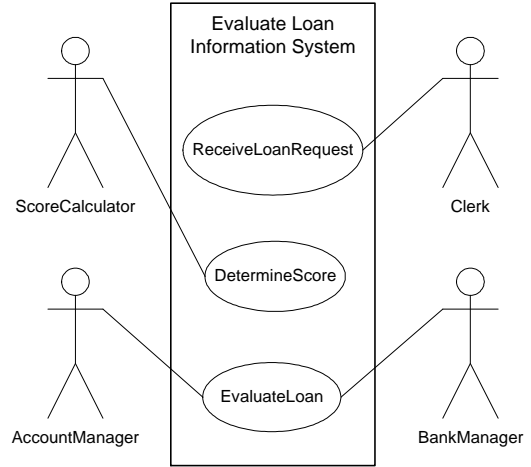 Evaluate Loan
Information System
ReceiveLoanRequest
ScoreCalculator
Clerk
DetermineScore
EvaluateLoan
AccountManager
BankManager